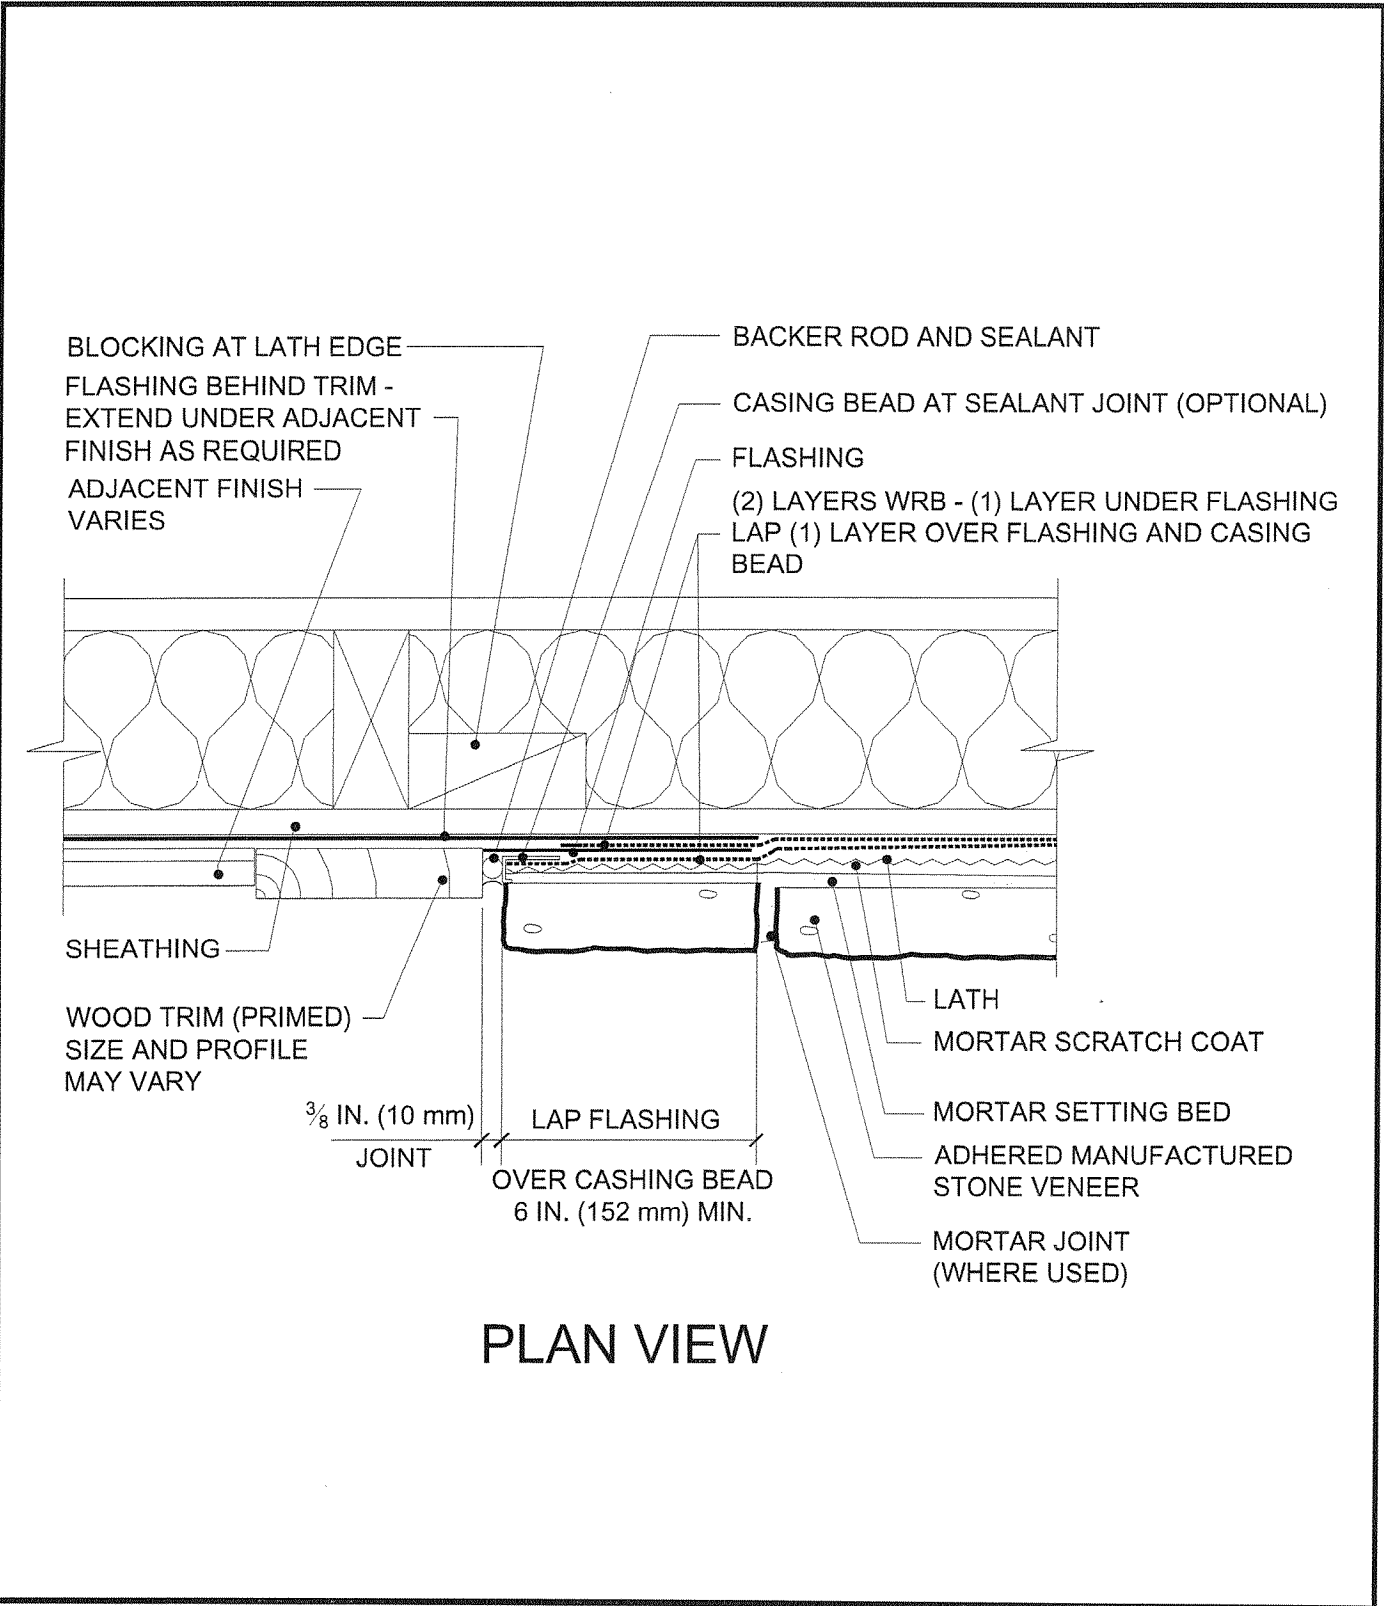 BLOCKING AT LATH EDGE
FLASHING BEHIND TRIM -
EXTEND UNDER ADJACENT
FINISH AS REQUIRED
ADJACENT FINISH
VARIES
BACKER ROD AND SEALANT
CASING BEAD AT SEALANT JOINT (OPTIONAL)
FLASHING
(2) LAYERS WRB - (1) LAYER UNDER FLASHING
LAP (1) LAYER OVER FLASHING AND CASING
BEAD
SHEATHING
WOOD TRIM (PRIMED)
SIZE AND PROFILE
MAY VARY
⅜ IN. (10 mm)
JOINT
LAP FLASHING
OVER CASHING BEAD
6 IN. (152 mm) MIN.
LATH
MORTAR SCRATCH COAT
MORTAR SETTING BED
ADHERED MANUFACTURED
STONE VENEER
MORTAR JOINT
(WHERE USED)
PLAN VIEW